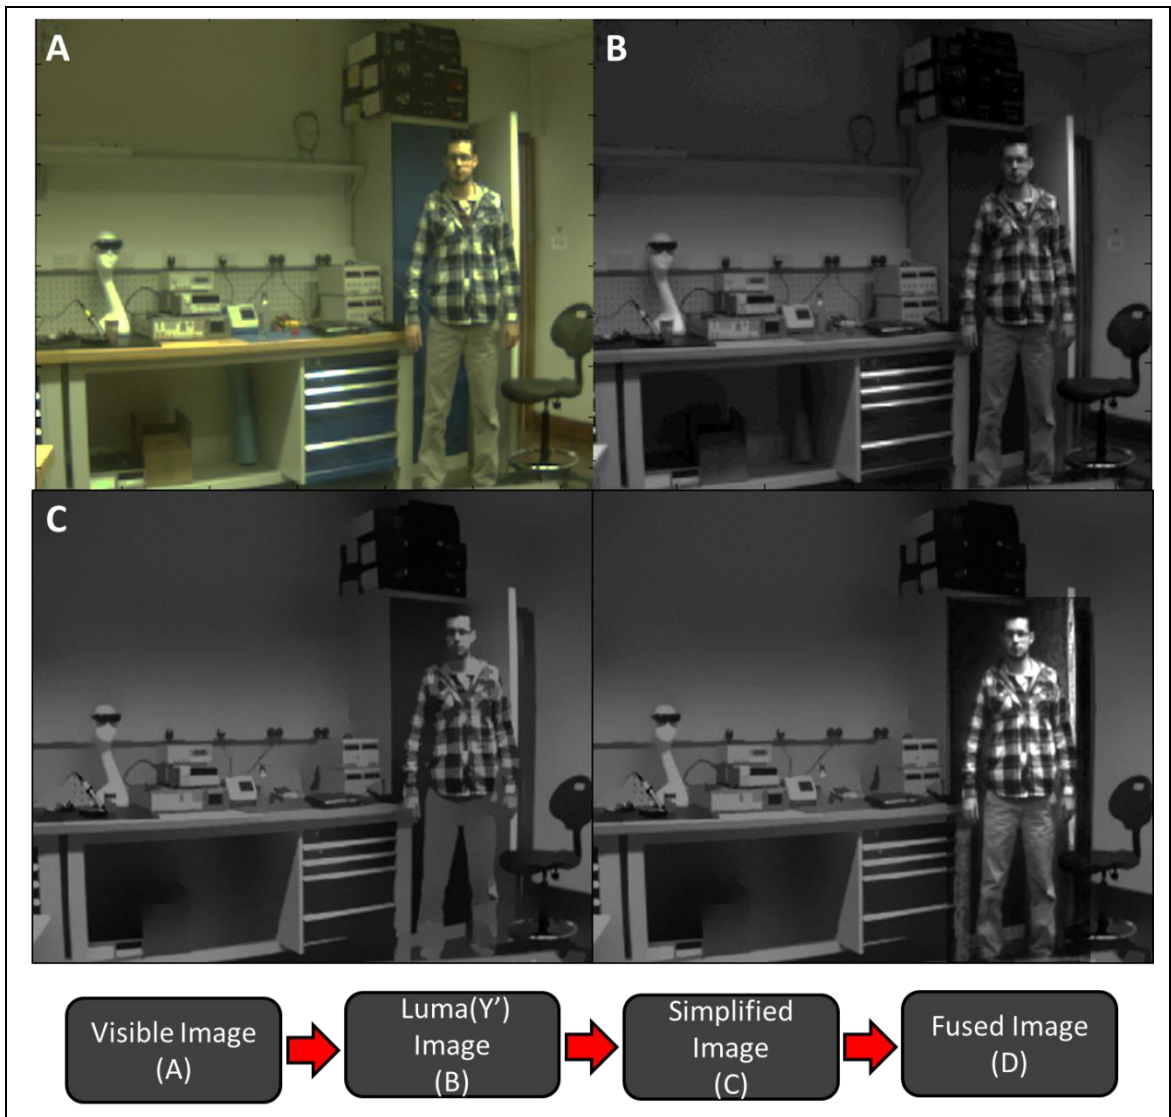 A
B
C
Visible Image
(A)
Luma(Y’)
Image
(B)
Simplified
Image
(C)
Fused Image
(D)